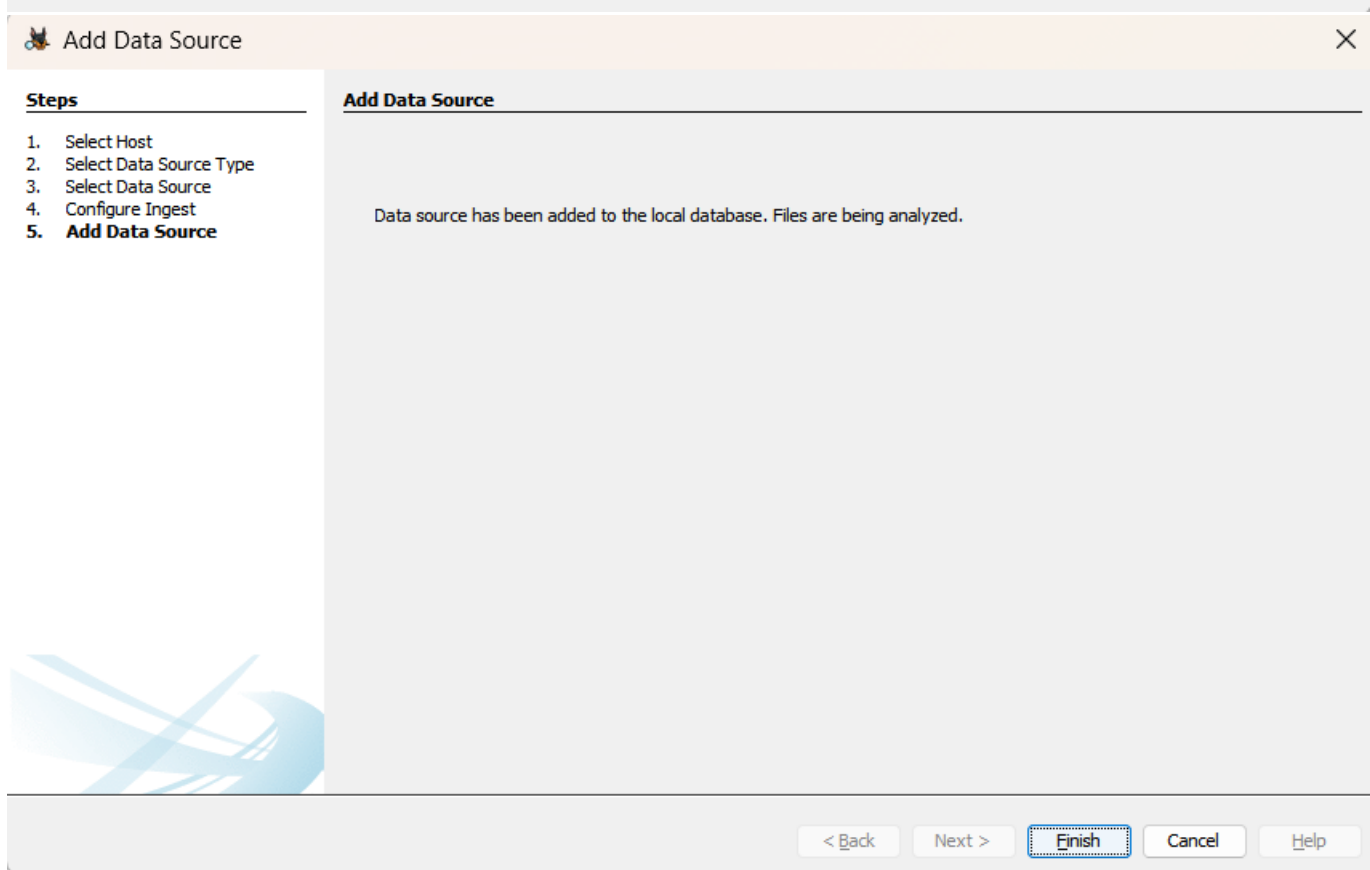 Add Data Source
Steps
1. Select Host
2. Select Data Source Type
3. Select Data Source
4. Configure Ingest
5. Add Data Source
Add Data Source
Data source has been added to the local database. Files are being analyzed.
< Back Next > Finish Cancel Help